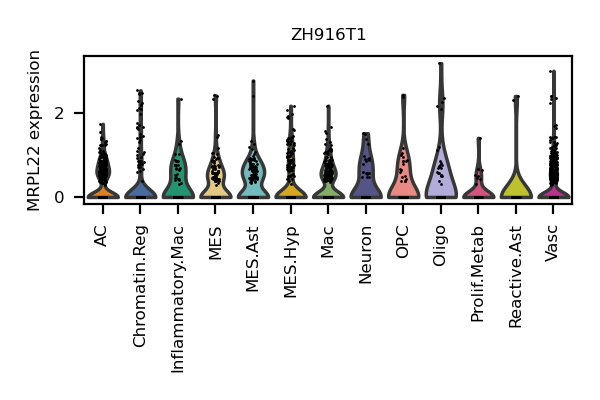 ZH916T1
MRPL22 expression
2
0
AC
Chromatin.Reg
Inflammatory.Mac
MES
MES.Ast
MES.Hyp
Mac
Neuron
OPC
Oligo
Prolif.Metab
Reactive.Ast
Vasc